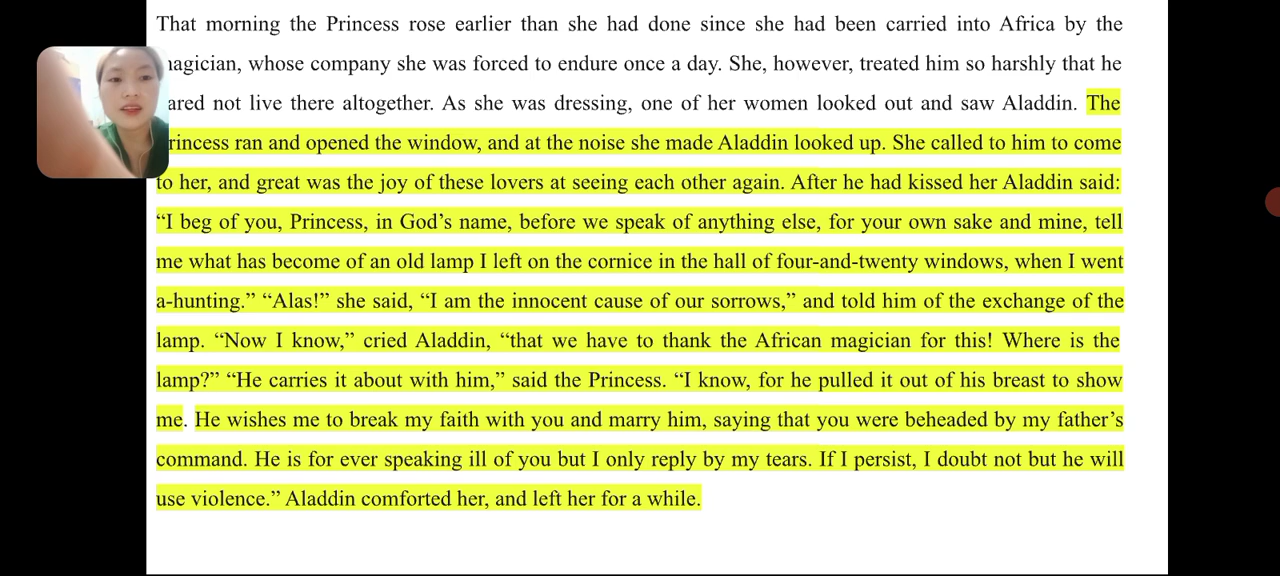 That morning the Princess rose earlier than she had done since she had been carried into Africa by the
magician, whose company she was forced to endure once a day. She, however, treated him so harshly that he
ared not live there altogether. As she was dressing, one of her women looked out and saw Aladdin. The
rincess ran and opened the window, and at the noise she made Aladdin looked up. She called to him to come
to her, and great was the joy of these lovers at seeing each other again. After he had kissed her Aladdin said:
“I beg of you, Princess, in God’s name, before we speak of anything else, for your own sake and mine, tell
me what has become of an old lamp I left on the cornice in the hall of four-and-twenty windows, when I went
a-hunting.” “Alas!” she said, “I am the innocent cause of our sorrows,” and told him of the exchange of the
lamp. “Now I know,” cried Aladdin, “that we have to thank the African magician for this! Where is the
lamp?” “He carries it about with him,” said the Princess. “I know, for he pulled it out of his breast to show
me. He wishes me to break my faith with you and marry him, saying that you were beheaded by my father’s
command. He is for ever speaking ill of you but I only reply by my tears. If I persist, I doubt not but he will
use violence.” Aladdin comforted her, and left her for a while.